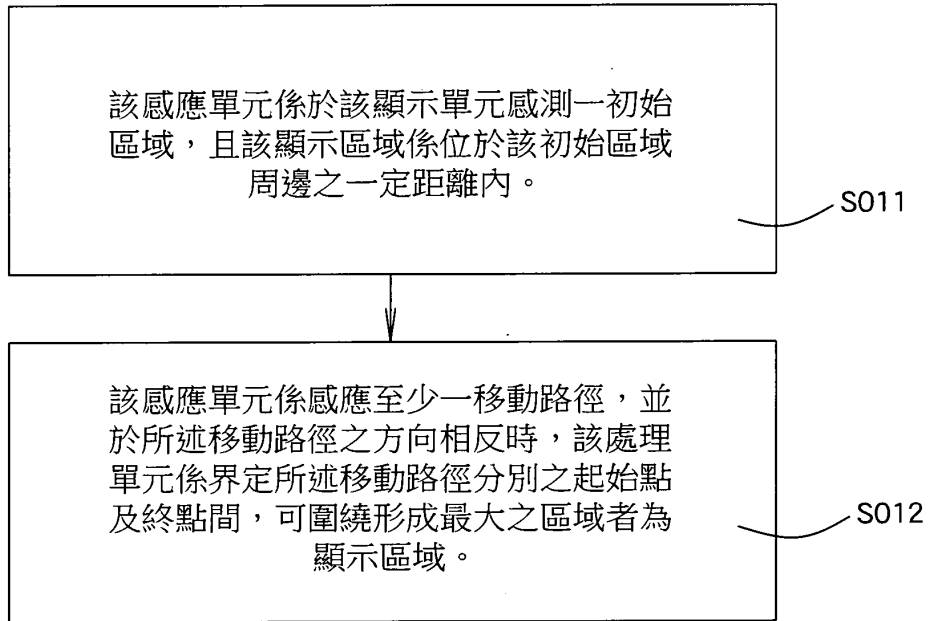 該感應單元係於該顯示單元感測一初始
區域，且該顯示區域係位於該初始區域
周邊之一定距離內。
S011
該感應單元係感應至少一移動路徑，並
於所述移動路徑之方向相反時，該處理
單元係界定所述移動路徑分別之起始點
及終點間，可圍繞形成最大之區域者為
顯示區域。
S012